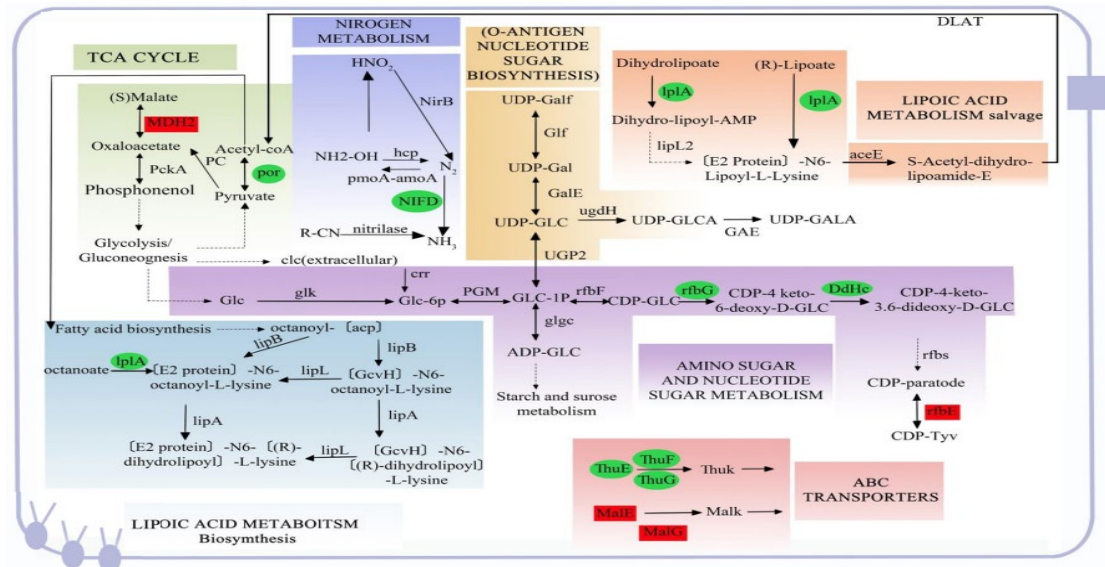 DLAT
TCA CYCLE
NIROGEN
METABOLISM
(O-ANTIGEN
NUCLEOTIDE
SUGAR
BIOSYNTHESIS)
(S)Malate
MDH2
Oxaloacetate
Acetyl-coA
PckA
PC
por
Phosphonenol
Pyruvate
Glycolysis/
Gluconeognesis
HNO2
NirB
NH2-OH
hcp
N2
pmoA-amoA
NIFD
R-CN
nitrilase
NH3
clc(extracellular)
crr
UDP-Galf
Glf
UDP-Gal
GalE
UDP-GLC
ugdH
UDP-GLCA
GAE
UDP-GALA
UGP2
Dihydrolipoate
(R)-Lipoate
lplA
lplA
Dihydro-lipoyl-AMP
lipL2
[E2 Protein] -N6-
Lipoyl-L-Lysine
aceE
LIPOIC ACID
METABOLISM salvage
S-Acetyl-dihydro-
lipoamide-E
Glc
glk
Glc-6p
PGM
GLC-1P
rfbF
CDP-GLC
rfbG
CDP-4 keto-
6-deoxy-D-GLC
DdHc
CDP-4-keto-
3.6-dideoxy-D-GLC
glgc
ADP-GLC
Starch and surose
metabolism
AMINO SUGAR
AND NUCLEOTIDE
SUGAR METABOLISM
rfbs
CDP-paratode
rfbE
CDP-Tyv
Fatty acid biosynthesis
octanoyl- [acp]
lipB
lipB
octanoate
lplA
[E2 protein] -N6-
octanoyl-L-lysine
lipL
[GcvH] -N6-
octanoyl-L-lysine
lipA
lipA
[E2 protein] -N6- [(R)-
dihydrolipoyl] -L-lysine
lipL
[GcvH] -N6-
[(R)-dihydrolipoyl]
-L-lysine
LIPOIC ACID METABOITSM
Biosymthesis
ThuE
ThuF
ThuG
Thuk
MalE
MalG
Malk
ABC
TRANSPORTERS